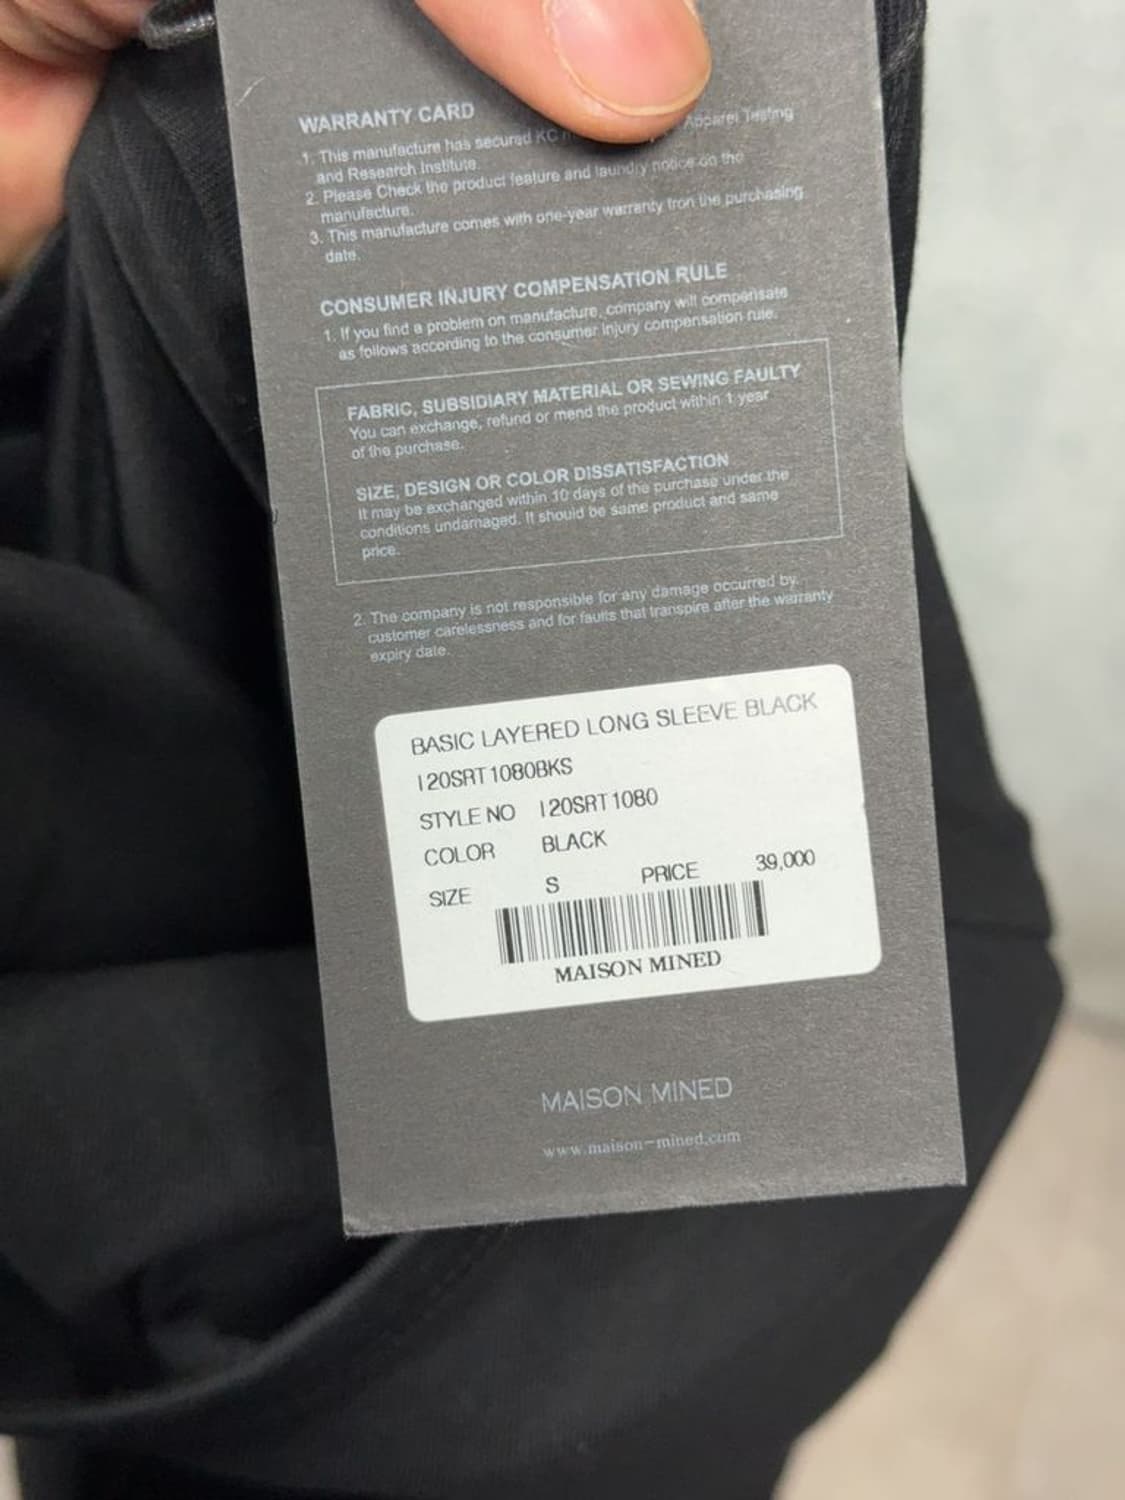 WARRANTY CARD
1. This manufacture has secured KC Apparel Testing
and Research Institute.
2. Please Check the product feature and laundry notice on the
manufacture.
3. This manufacture comes with one-year warranty tron the purchasing
date.
CONSUMER INJURY COMPENSATION RULE
1. If you find a problem on manufacture, company will compensate
as follows according to the consumer injury compensation rule.
FABRIC, SUBSIDIARY MATERIAL OR SEWING FAULTY
You can exchange, refund or mend the product within 1 year
of the purchase.
SIZE, DESIGN OR COLOR DISSATISFACTION
It may be exchanged within 10 days of the purchase under the
conditions undamaged. It should be same product and same
price.
2. The company is not responsible for any damage occurred by
customer carelessness and for faults that transpire after the warranty
expiry date.
BASIC LAYERED LONG SLEEVE BLACK
I20SRT1080BKS
STYLE NO I20SRT1080
COLOR BLACK
SIZE S PRICE 39,000
MAISON MINED
MAISON MINED
www.maison-mined.com